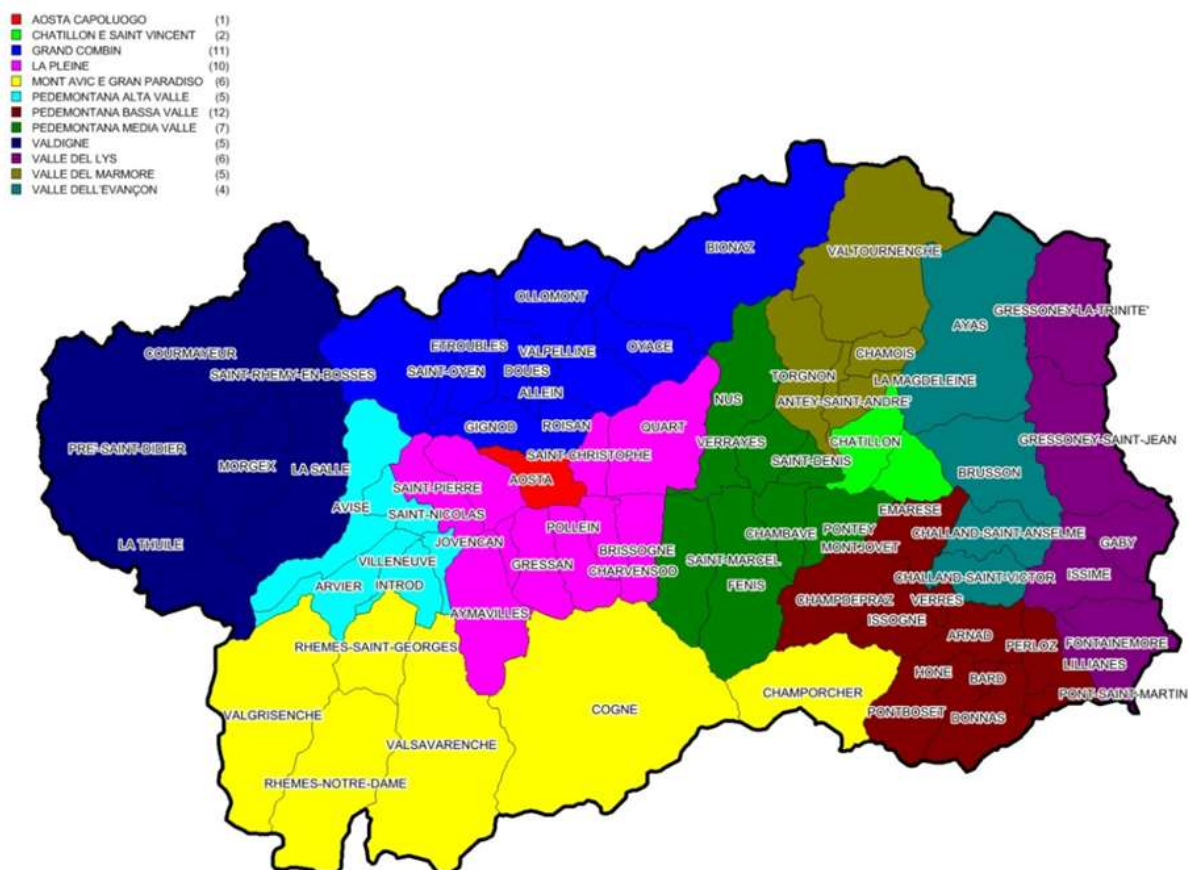 AOSTA CAPOLUOGO (1)
CHATILLON E SAINT VINCENT (2)
GRAND COMBIN (11)
LA PLEINE (10)
MONT AVIC E GRAN PARADISO (6)
PEDEMONTANA ALTA VALLE (5)
PEDEMONTANA BASSA VALLE (12)
PEDEMONTANA MEDIA VALLE (7)
VALDIGNE (5)
VALLE DEL LYS (6)
VALLE DEL MARMORE (5)
VALLE DELL'EVANÇON (4)
BIONAZ
VALTOURNENCHE
OLLOMONT
GRESSONEY-LA-TRINITE'
AYAS
ETROUBLES
VALPELLINE
OYACE
COURMAYEUR
CHAMOIS
SAINT-RHEMY-EN-BOSSES
SAINT-OYEN
DOUES
TORGNON
LA MAGDELEINE
ALLEIN
NUS
ANTEY-SAINT-ANDRE'
GIGNOD
ROISAN
QUART
PRE'-SAINT-DIDIER
VERRAYES
CHATILLON
GRESSONEY-SAINT-JEAN
SAINT-CHRISTOPHE
SAINT-DENIS
MORGEX
LA SALLE
BRUSSON
AOSTA
SAINT-PIERRE
AVISE
SAINT-NICOLAS
EMARESE
POLLEIN
CHAMBAVE
PONTEY
CHALLAND-SAINT-ANSELME
LA THUILE
JOVENCAN
GABY
BRISSOGNE
MONTJOVET
VILLENEUVE
SAINT-MARCEL
GRESSAN
CHARVENSOD
ISSIME
ARVIER
INTROD
FENIS
CHALLAND-SAINT-VICTOR
CHAMPDEPRAZ
VERRES
AYMAVILLES
ISSOGNE
ARNAD
RHEMES-SAINT-GEORGES
PERLOZ
FONTAINEMORE
LILLIANES
HONE
BARD
CHAMPORCHER
PONT-SAINT-MARTIN
COGNE
VALGRISENCHE
PONTBOSET
DONNAS
VALSAVARENCHE
RHEMES-NOTRE-DAME